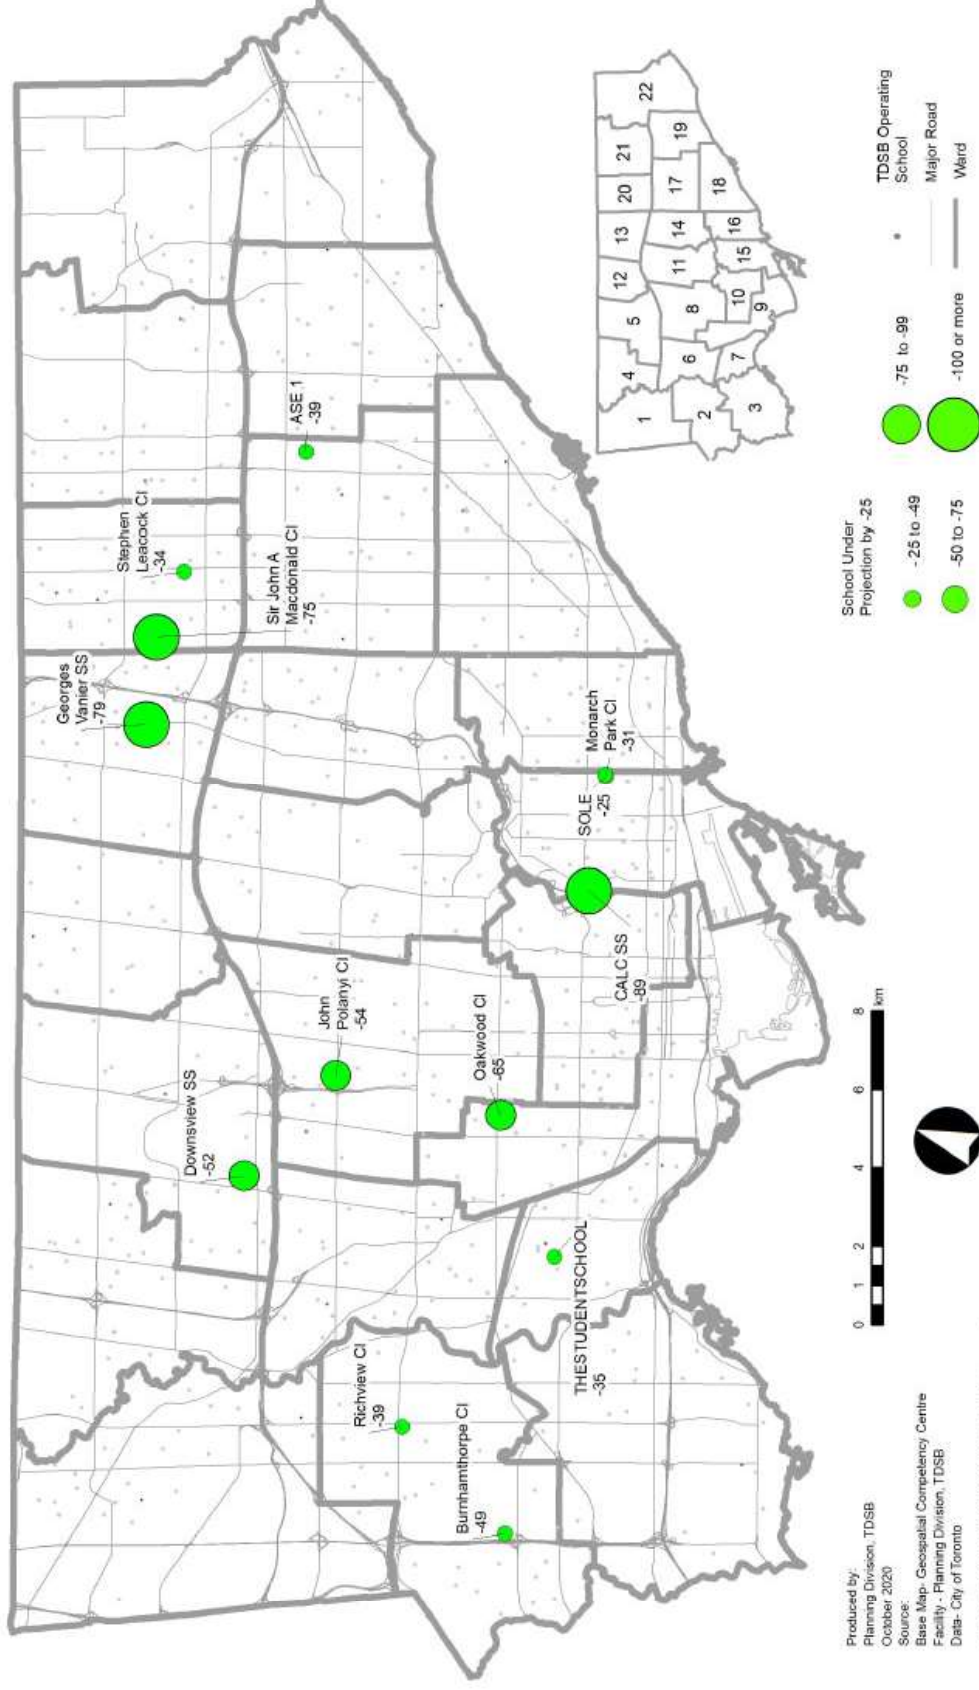 Georges
Vanier SS
-79
Stephen
Leacock CI
-34
Sir John A
Macdonald CI
-75
ASE 1
-39
Downsview SS
-52
John
Polanyi CI
-54
Oakwood CI
-65
CALC SS
-89
SOLE
-25
Monarch
Park CI
-31
Richview CI
-39
Burnhamthorpe CI
-49
THESTUDENTSCHOOL
-35
1
2
3
4
5
6
7
8
9
10
11
12
13
14
15
16
17
18
19
20
21
22
0 1 2 4 6 8
km
School Under
Projection by -25
- 25 to -49
-50 to -75
-75 to -99
-100 or more
TDSB Operating
School
Major Road
Ward
Produced by:
Planning Division, TDSB
October 2020
Source:
Base Map- Geospatial Competency Centre
Facility - Planning Division, TDSB
Data- City of Toronto